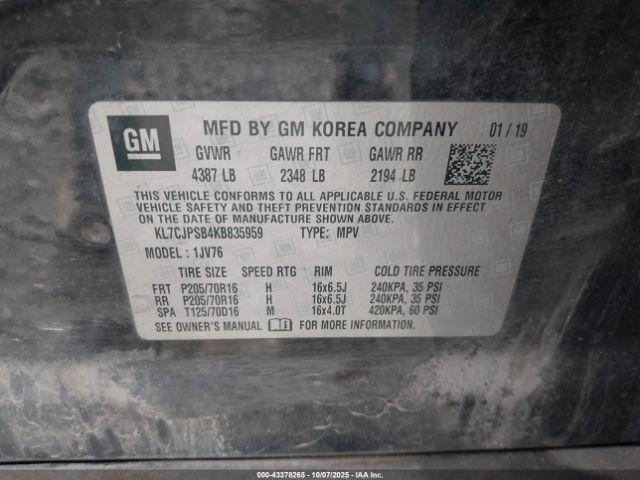 GM
MFD BY GM KOREA COMPANY 01/19
GVWR GAWR FRT GAWR RR
4387 LB 2348 LB 2194 LB
THIS VEHICLE CONFORMS TO ALL APPLICABLE U.S. FEDERAL MOTOR
VEHICLE SAFETY AND THEFT PREVENTION STANDARDS IN EFFECT
ON THE DATE OF MANUFACTURE SHOWN ABOVE.
KL7CJPSB4KB835959 TYPE: MPV
MODEL: 1JV76
TIRE SIZE SPEED RTG RIM COLD TIRE PRESSURE
FRT P205/70R16 H 16x6.5J 240KPA, 35 PSI
RR P205/70R16 H 16x6.5J 240KPA, 35 PSI
SPA T125/70D16 M 16x4.0T 420KPA, 60 PSI
SEE OWNER'S MANUAL FOR MORE INFORMATION.
000-43378265 - 10/07/2025 - IAA Inc.